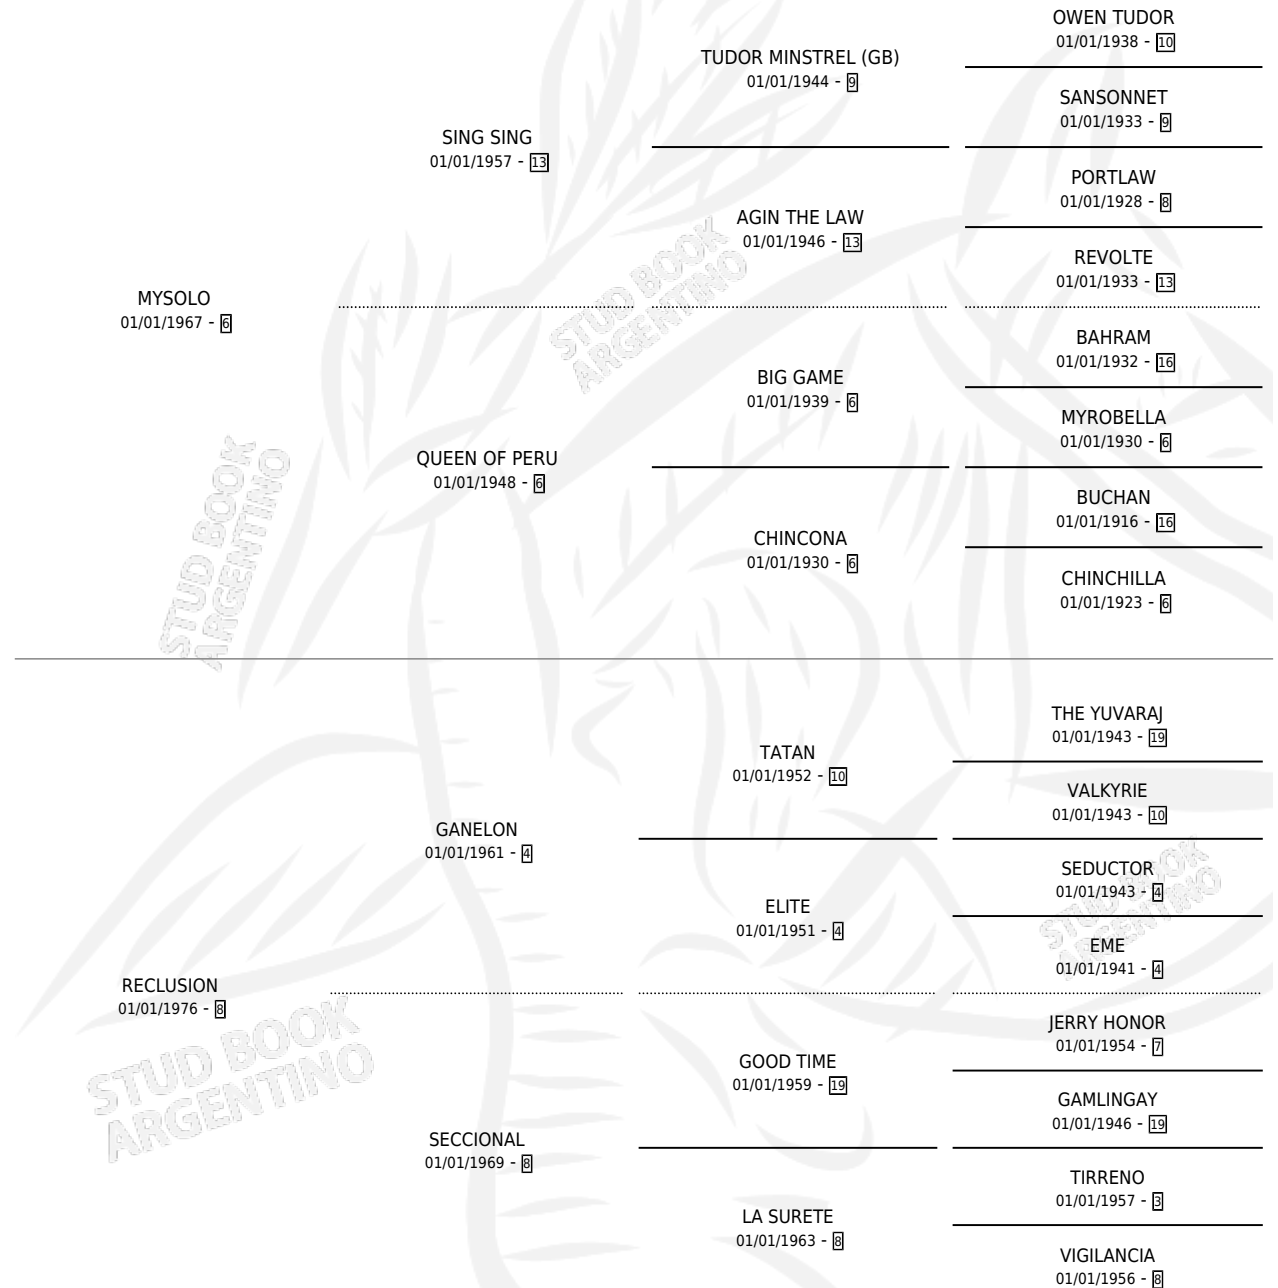 OWEN TUDOR
01/01/1938 - 10
TUDOR MINSTREL (GB)
01/01/1944 - 9
SANSONNET
01/01/1933 - 9
SING SING
01/01/1957 - 13
PORTLAW
01/01/1928 - 8
AGIN THE LAW
01/01/1946 - 13
REVOLTE
01/01/1933 - 13
MYSOLO
01/01/1967 - 6
BAHRAM
01/01/1932 - 16
BIG GAME
01/01/1939 - 6
MYROBELLA
01/01/1930 - 6
QUEEN OF PERU
01/01/1948 - 6
BUCHAN
01/01/1916 - 16
CHINCONA
01/01/1930 - 6
CHINCHILLA
01/01/1923 - 6
STUD BOOK
ARGENTINO
STUD BOOK
ARGENTINO
THE YUVARAJ
01/01/1943 - 19
TATAN
01/01/1952 - 10
VALKYRIE
01/01/1943 - 10
GANELON
01/01/1961 - 4
SEDUCTOR
01/01/1943 - 4
ELITE
01/01/1951 - 4
EME
01/01/1941 - 4
STUD BOOK
ARGENTINO
RECLUSION
01/01/1976 - 8
JERRY HONOR
01/01/1954 - 7
GOOD TIME
01/01/1959 - 19
GAMLINGAY
01/01/1946 - 19
SECCIONAL
01/01/1969 - 8
TIRRENO
01/01/1957 - 3
LA SURETE
01/01/1963 - 8
VIGILANCIA
01/01/1956 - 8
STUD BOOK
ARGENTINO